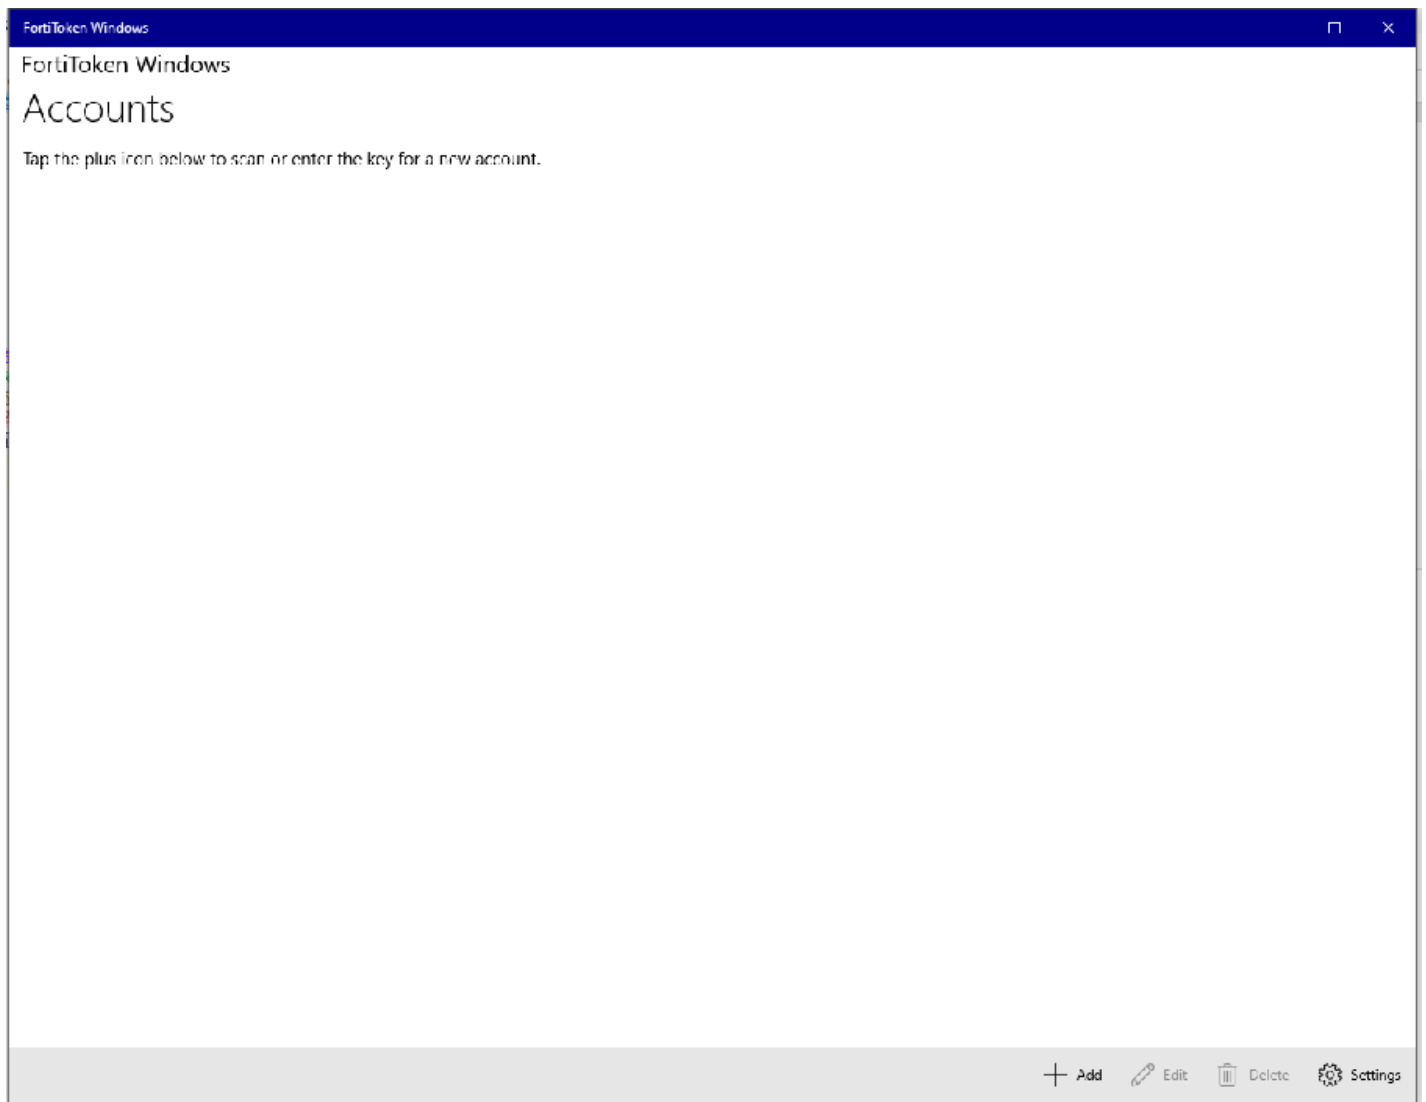 FortiToken Windows
FortiToken Windows
Accounts
Tap the plus icon below to scan or enter the key for a new account.
Add Edit Delete Settings